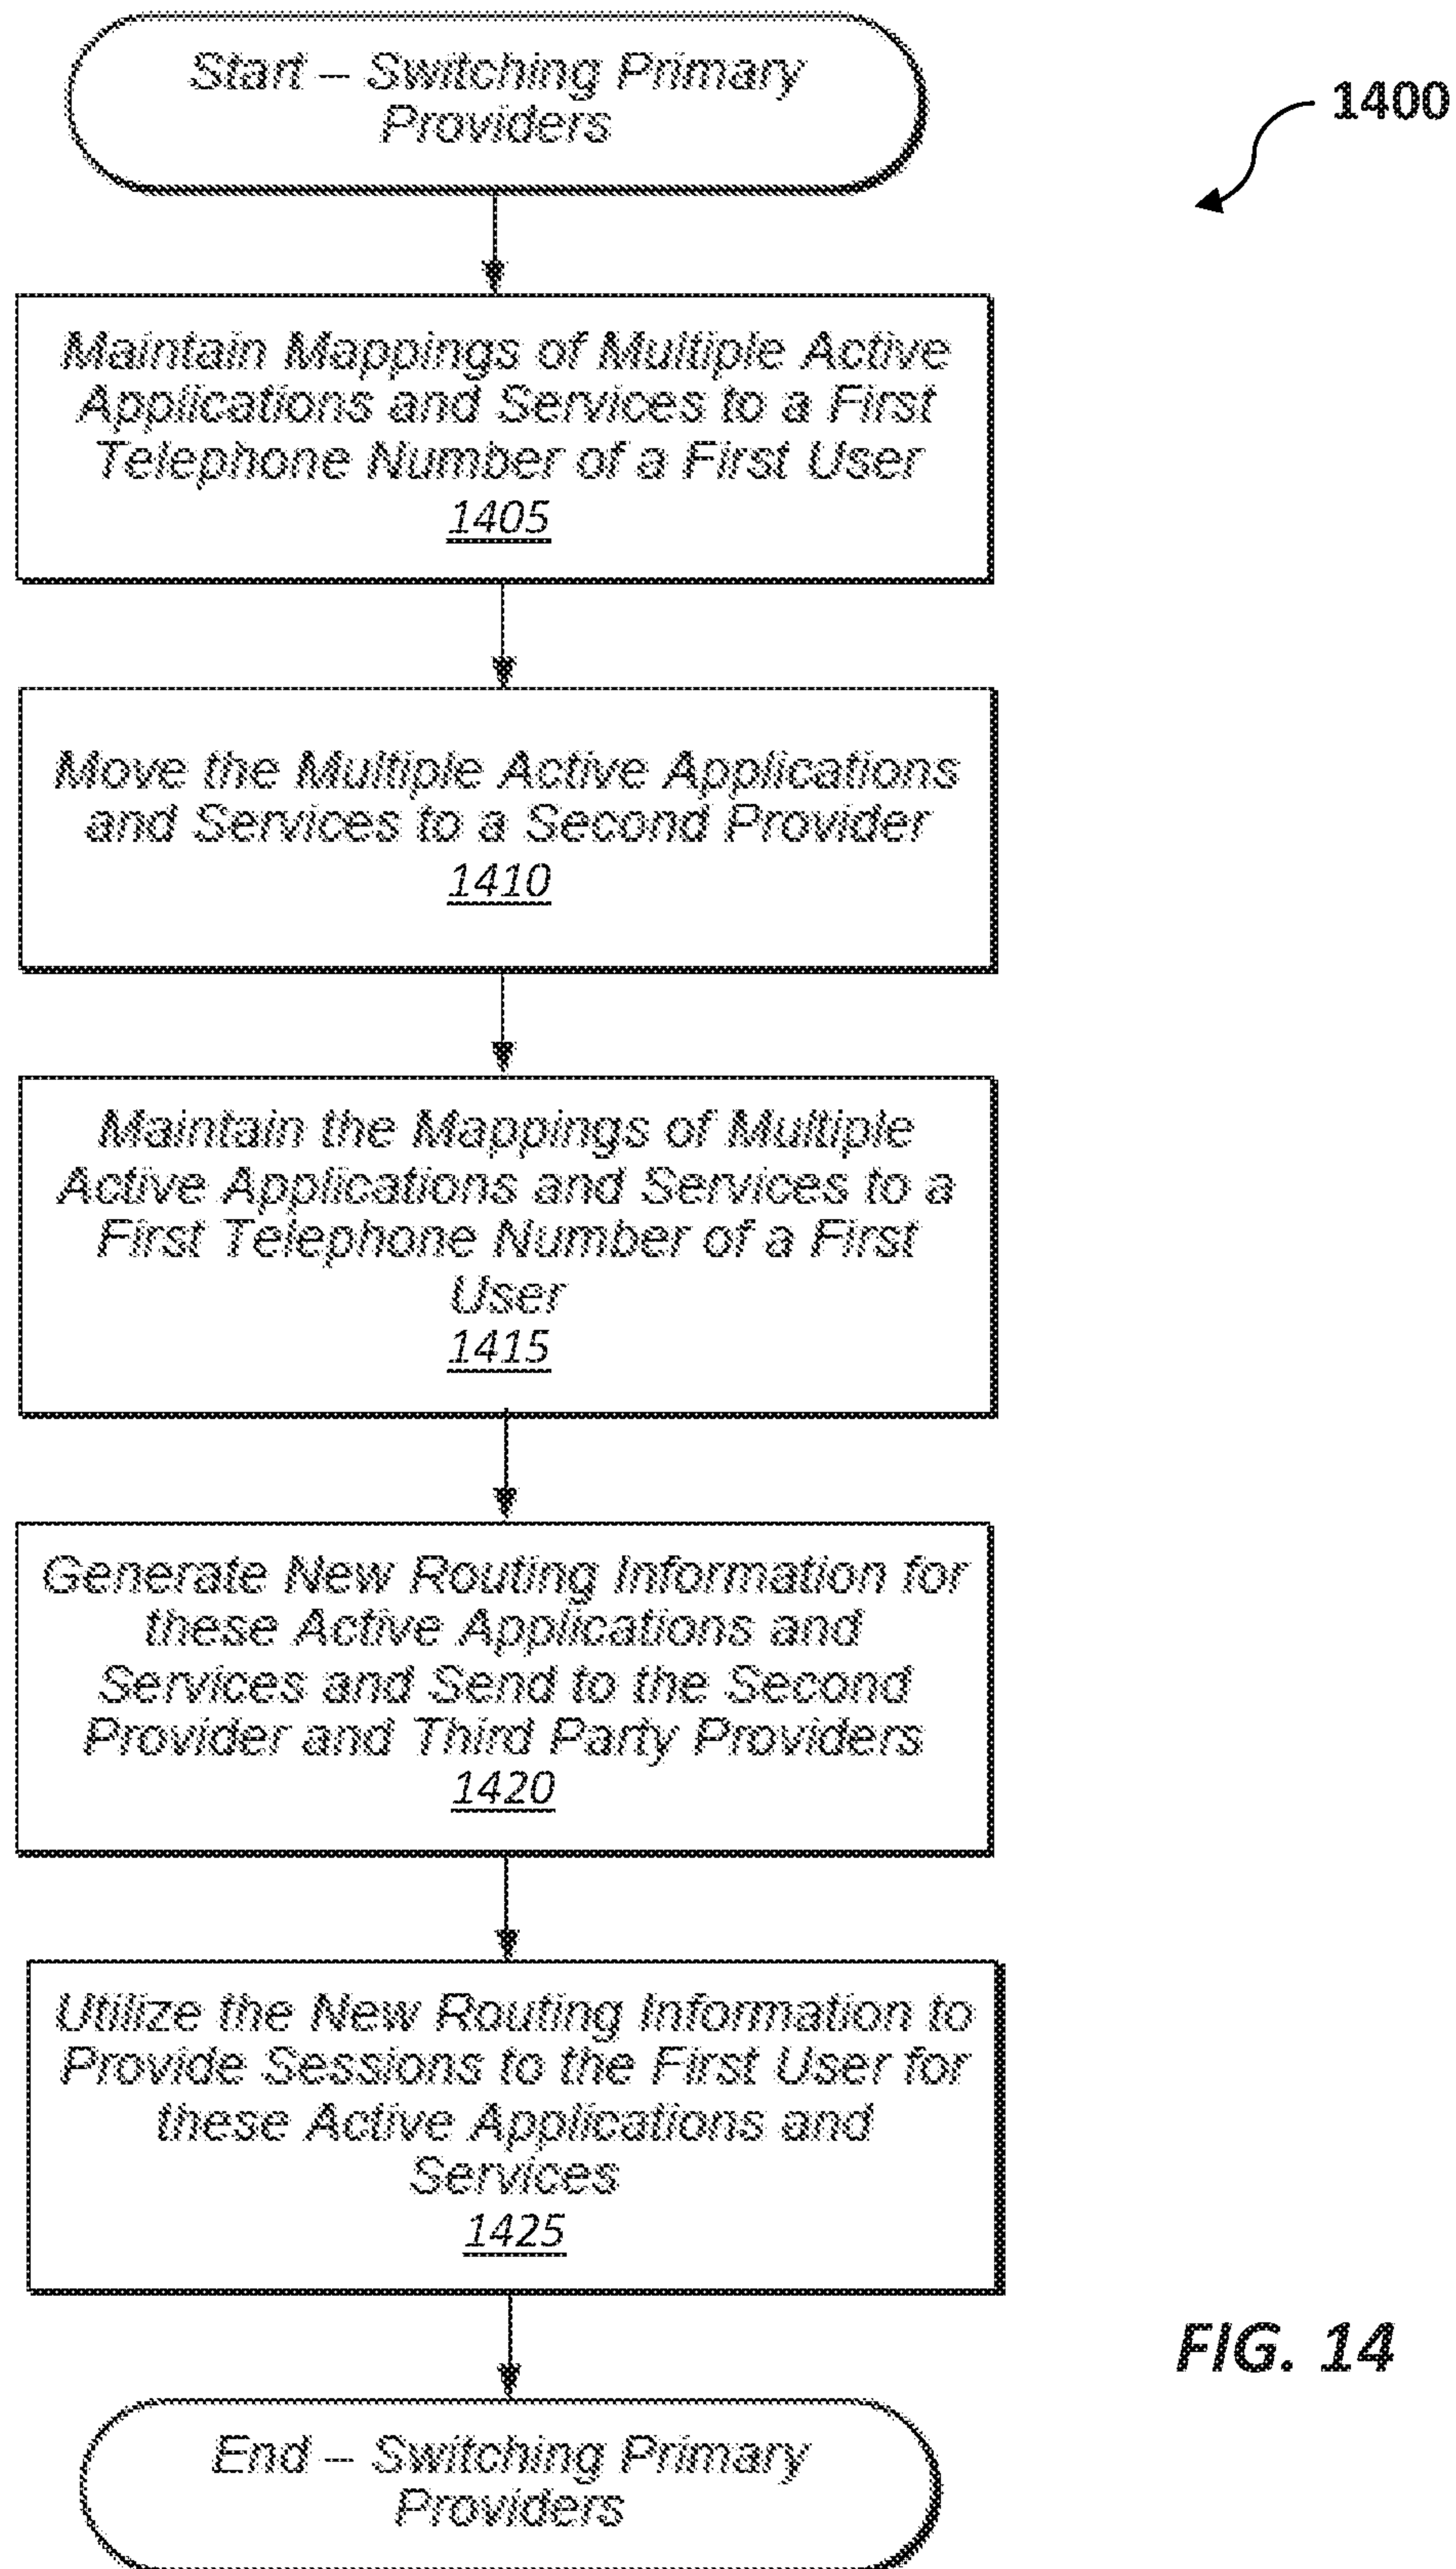 Start – Switching Primary
Providers
1400
Maintain Mappings of Multiple Active
Applications and Services to a First
Telephone Number of a First User
1405
Move the Multiple Active Applications
and Services to a Second Provider
1410
Maintain the Mappings of Multiple
Active Applications and Services to a
First Telephone Number of a First
User
1415
Generate New Routing Information for
these Active Applications and
Services and Send to the Second
Provider and Third Party Providers
1420
Utilize the New Routing Information to
Provide Sessions to the First User for
these Active Applications and
Services
1425
FIG. 14
End – Switching Primary
Providers